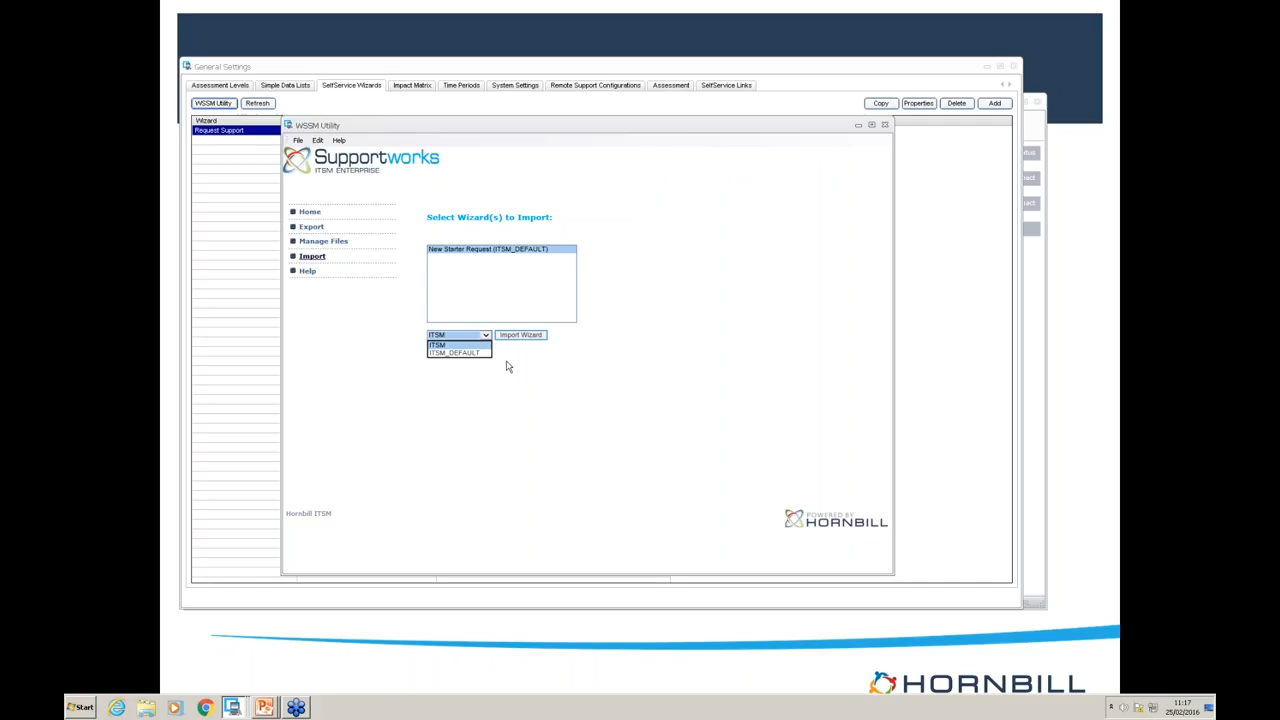 General Settings
Assessment Levels
Simple Data Lists
SelfService Wizards
Impact Matrix
Time Periods
System Settings
Remote Support Configurations
Assessment
SelfService Links
WSSM Utility
Refresh
Copy
Properties
Delete
Add
Wizard
Request Support
WSSM Utility
File Edit Help
Supportworks
ITSM ENTERPRISE
Home
Export
Manage Files
Import
Help
Select Wizard(s) to Import:
New Starter Request (ITSM_DEFAULT)
ITSM
Import Wizard
ITSM
ITSM_DEFAULT
Hornbill ITSM
POWERED BY
HORNBILL
HORNBILL
Start
11:17
25/02/2016